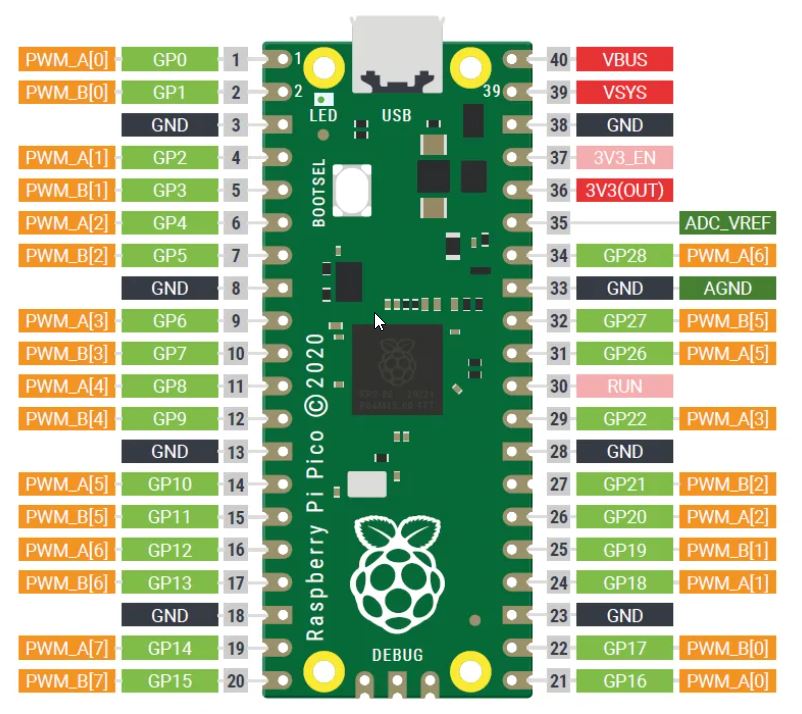 PWM_A[0] GP0 1 1 40 VBUS
PWM_B[0] GP1 2 2 39 39 VSYS
LED USB
GND 3 38 GND
PWM_A[1] GP2 4 37 3V3_EN
BOOTSEL
PWM_B[1] GP3 5 36 3V3(OUT)
PWM_A[2] GP4 6 35 ADC_VREF
PWM_B[2] GP5 7 34 GP28 PWM_A[6]
GND 8 33 GND AGND
PWM_A[3] GP6 9 32 GP27 PWM_B[5]
PWM_B[3] GP7 10 31 GP26 PWM_A[5]
PWM_A[4] GP8 11 30 RUN
PWM_B[4] GP9 12 29 GP22 PWM_A[3]
GND 13 28 GND
Raspberry Pi Pico ©2020
PWM_A[5] GP10 14 27 GP21 PWM_B[2]
PWM_B[5] GP11 15 26 GP20 PWM_A[2]
PWM_A[6] GP12 16 25 GP19 PWM_B[1]
PWM_B[6] GP13 17 24 GP18 PWM_A[1]
GND 18 23 GND
PWM_A[7] GP14 19 22 GP17 PWM_B[0]
DEBUG
PWM_B[7] GP15 20 21 GP16 PWM_A[0]